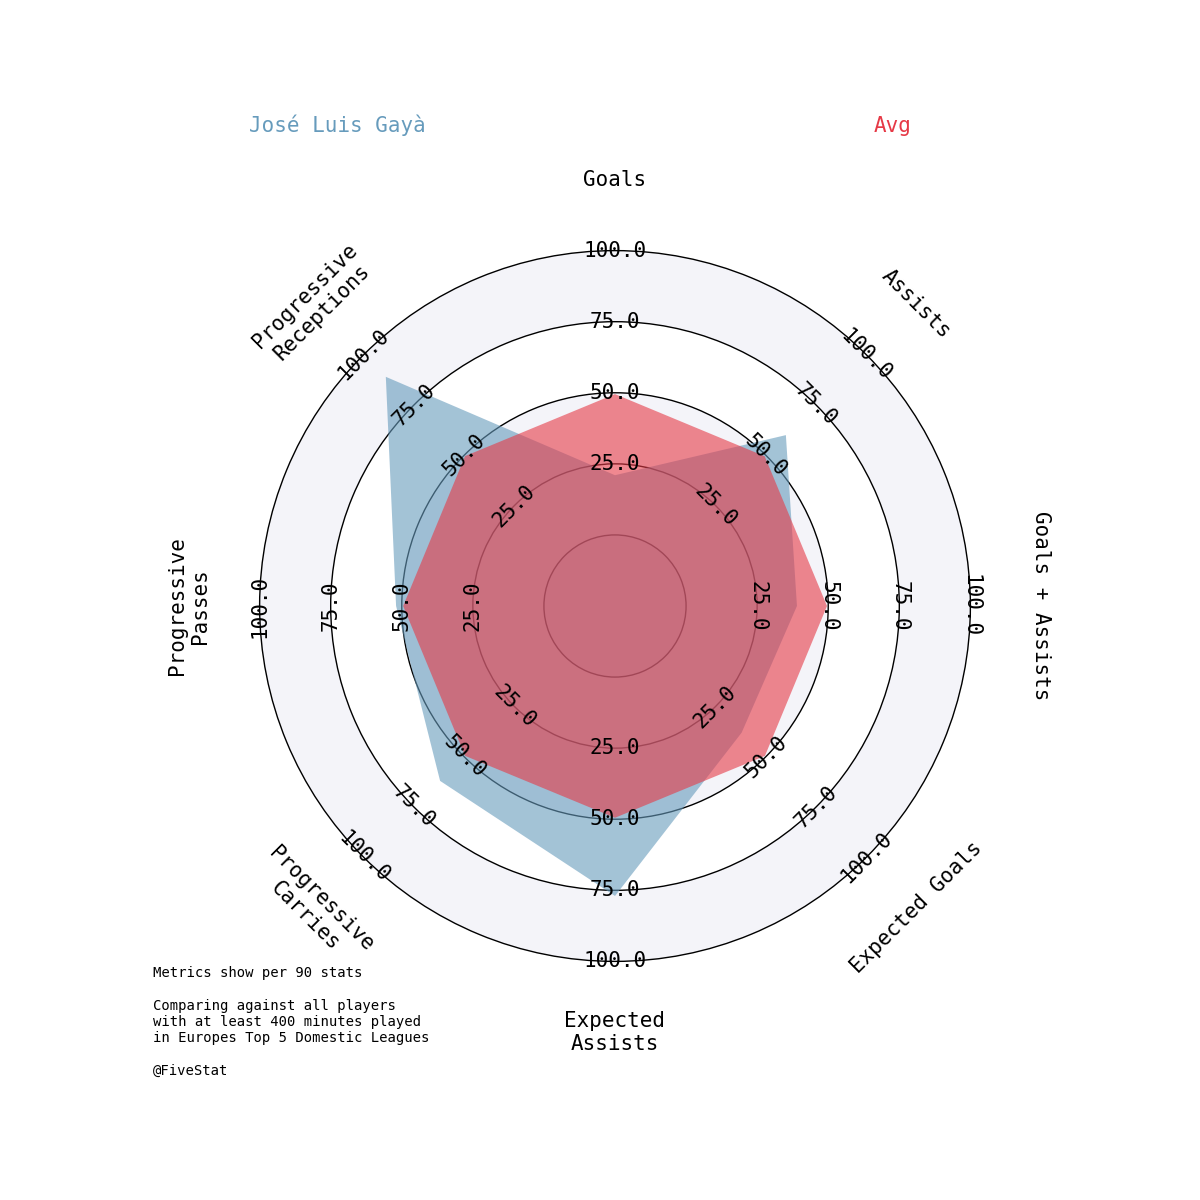 José Luis Gayà
Avg
Goals
Assists
Goals + Assists
Expected Goals
Expected
Assists
Progressive
Carries
Progressive
Passes
Progressive
Receptions
25.0
50.0
75.0
100.0
25.0
50.0
75.0
100.0
25.0
50.0
75.0
100.0
25.0
50.0
75.0
100.0
25.0
50.0
75.0
100.0
25.0
50.0
75.0
100.0
25.0
50.0
75.0
100.0
25.0
50.0
75.0
100.0
Metrics show per 90 stats
Comparing against all players
with at least 400 minutes played
in Europes Top 5 Domestic Leagues
@FiveStat